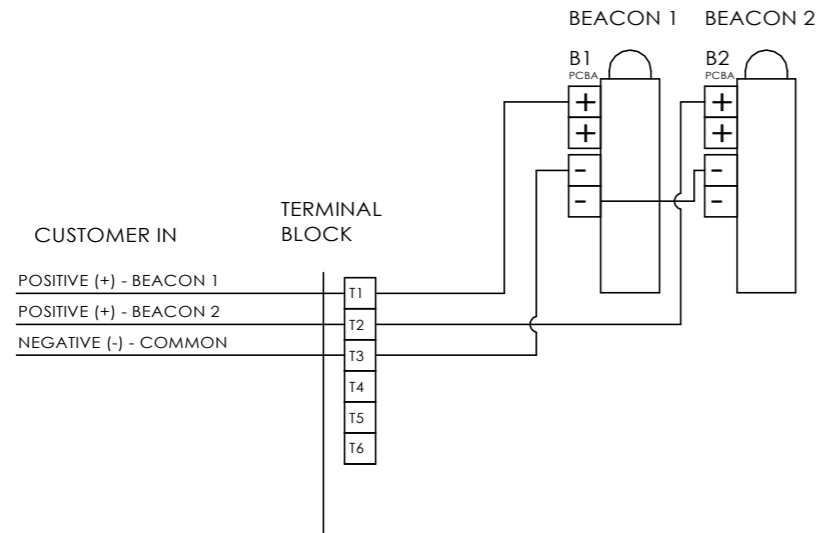 BEACON 1 BEACON 2
B1 B2
PCBA PCBA
+ +
+ +
- -
- -
TERMINAL
BLOCK
CUSTOMER IN
POSITIVE (+) - BEACON 1
T1
POSITIVE (+) - BEACON 2
T2
NEGATIVE (-) - COMMON
T3
T4
T5
T6